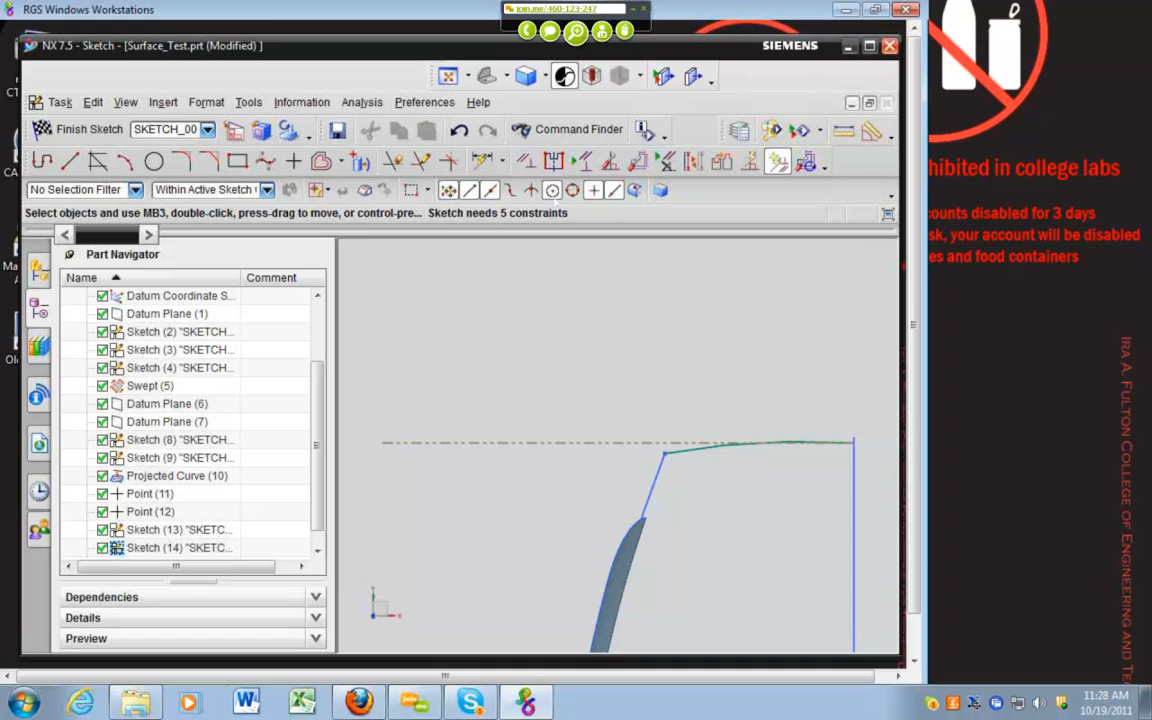 RGS Windows Workstations
join.me/460-123-247
NX 7.5 - Sketch - [Surface_Test.prt (Modified) ]
SIEMENS
Task Edit View Insert Format Tools Information Analysis Preferences Help
Finish Sketch SKETCH_00 Command Finder
No Selection Filter Within Active Sketch
Select objects and use MB3, double-click, press-drag to move, or control-pre... Sketch needs 5 constraints
Part Navigator
Name Comment
Datum Coordinate S...
Datum Plane (1)
Sketch (2) "SKETCH...
Sketch (3) "SKETCH...
Sketch (4) "SKETCH...
Swept (5)
Datum Plane (6)
Datum Plane (7)
Sketch (8) "SKETCH...
Sketch (9) "SKETCH...
Projected Curve (10)
Point (11)
Point (12)
Sketch (13) "SKETC...
Sketch (14) "SKETC...
Dependencies
Details
Preview
hibited in college labs
counts disabled for 3 days
sk, your account will be disabled
es and food containers
IRA A. FULTON COLLEGE OF ENGINEERING AND TE
11:28 AM
10/19/2011